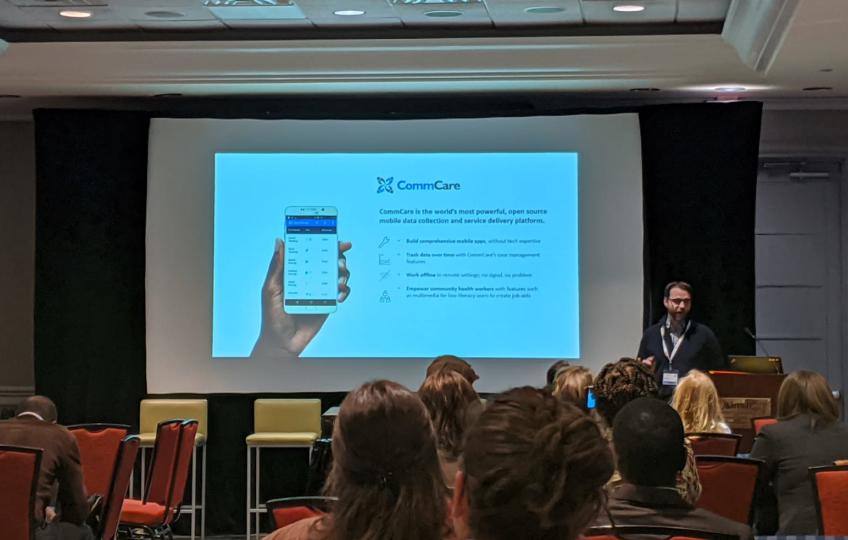 CommCare
CommCare is the world's most powerful, open source
mobile data collection and service delivery platform.
Build comprehensive mobile apps, without tech expertise
Track data over time with CommCare's case management
features
Work offline in remote settings; no signal, no problem
Empower community health workers with features such
as multimedia for low-literacy users to create job-aids